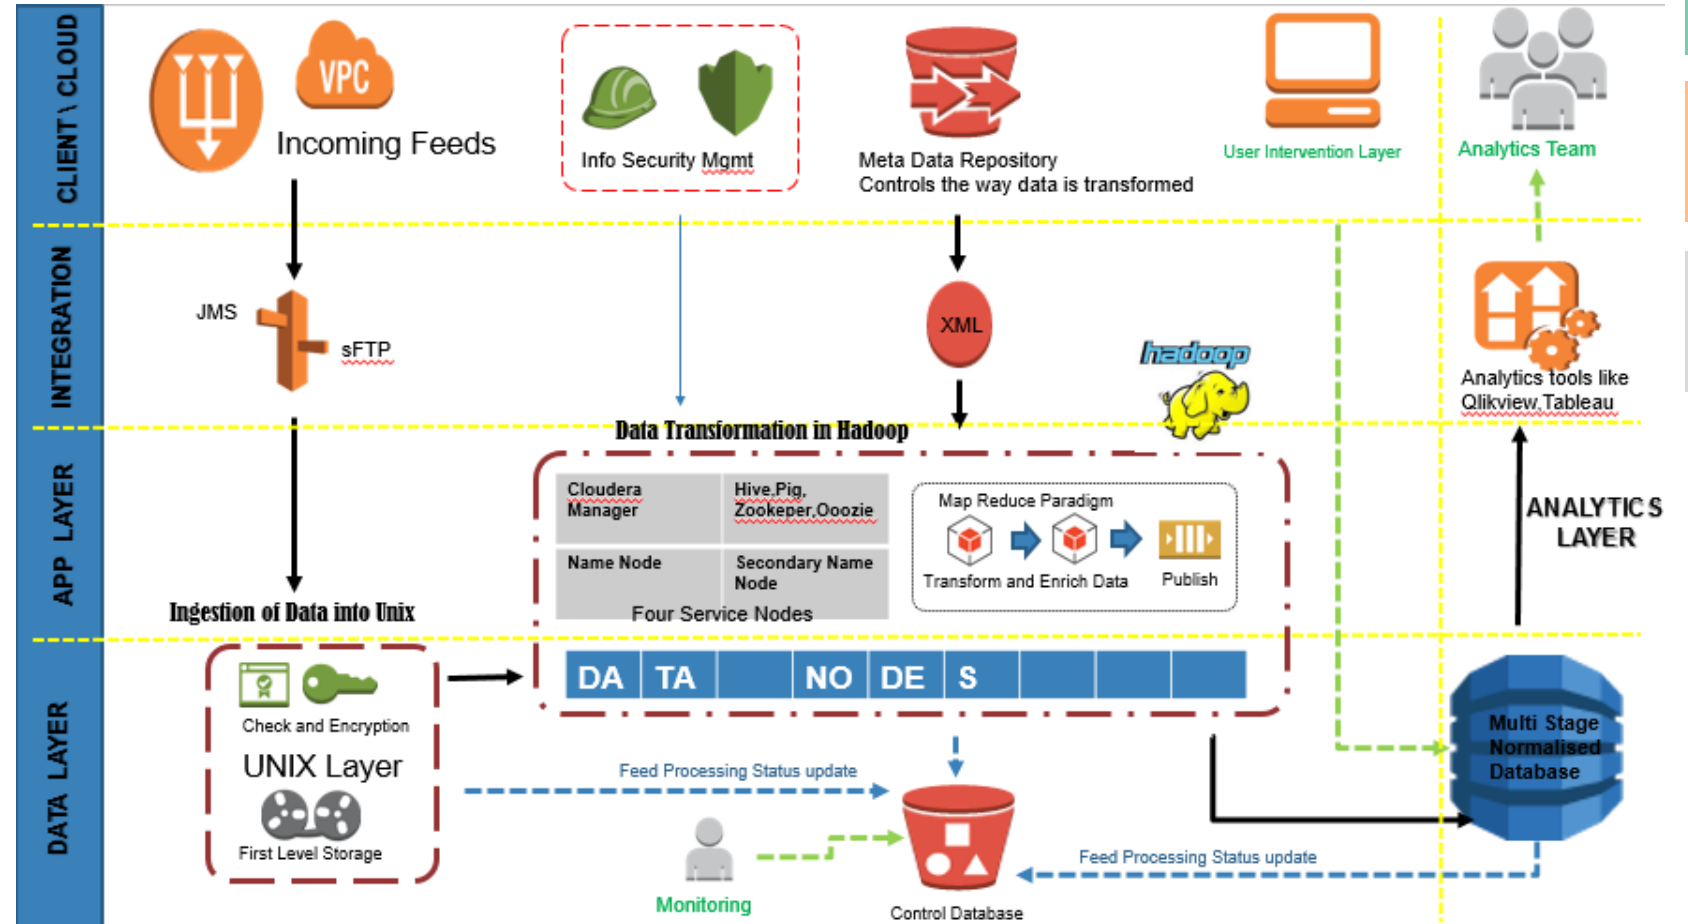 CLIENT \ CLOUD
VPC
Incoming Feeds
Info Security Mgmt
Meta Data Repository
Controls the way data is transformed
User Intervention Layer
Analytics Team
INTEGRATION
JMS
sFTP
XML
hadoop
Analytics tools like
Qlikview,Tableau
APP LAYER
Data Transformation in Hadoop
Cloudera
Manager
Hive,Pig,
Zookeper,Ooozie
Name Node
Secondary Name
Node
Four Service Nodes
Map Reduce Paradigm
Transform and Enrich Data
Publish
ANALYTICS
LAYER
Ingestion of Data into Unix
DATA LAYER
Check and Encryption
UNIX Layer
First Level Storage
DA TA NO DE S
Feed Processing Status update
Monitoring
Control Database
Feed Processing Status update
Multi Stage
Normalised
Database